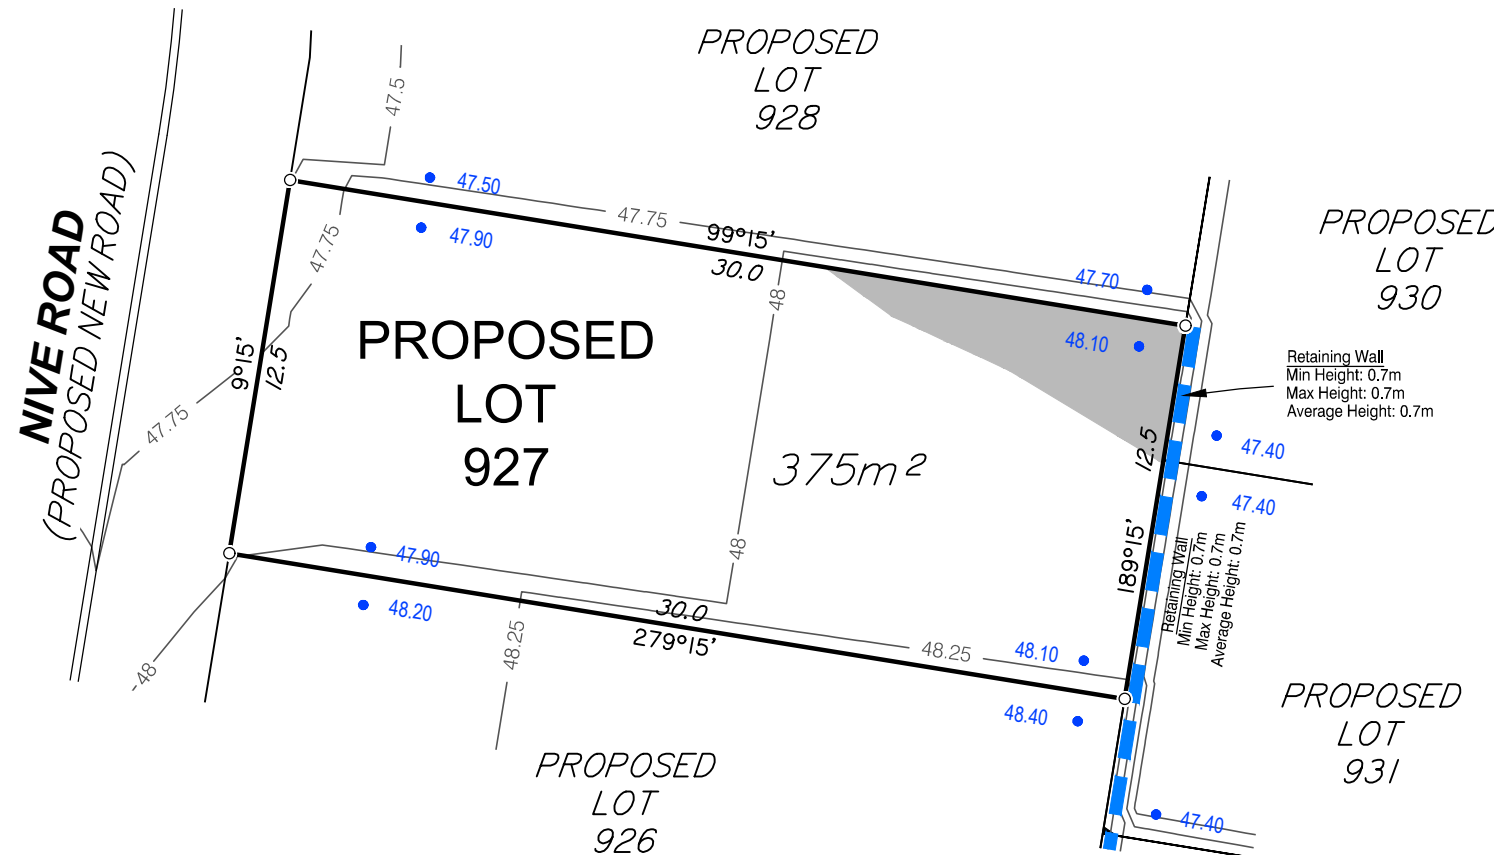 PROPOSED
LOT
928
47.5
47.50
47.75
99°15'
30.0
47.90
47.75
47.70
48.10
48
PROPOSED
LOT
930
NIVE ROAD
(PROPOSED NEW ROAD)
9°15'
12.5
47.75
PROPOSED
LOT
927
375m²
Retaining Wall
Min Height: 0.7m
Max Height: 0.7m
Average Height: 0.7m
12.5
189°15'
47.40
47.40
Retaining Wall
Min Height: 0.7m
Max Height: 0.7m
Average Height: 0.7m
48
47.90
48.20
30.0
279°15'
48.25
48.25
48.10
48.40
-48
PROPOSED
LOT
926
PROPOSED
LOT
931
47.40